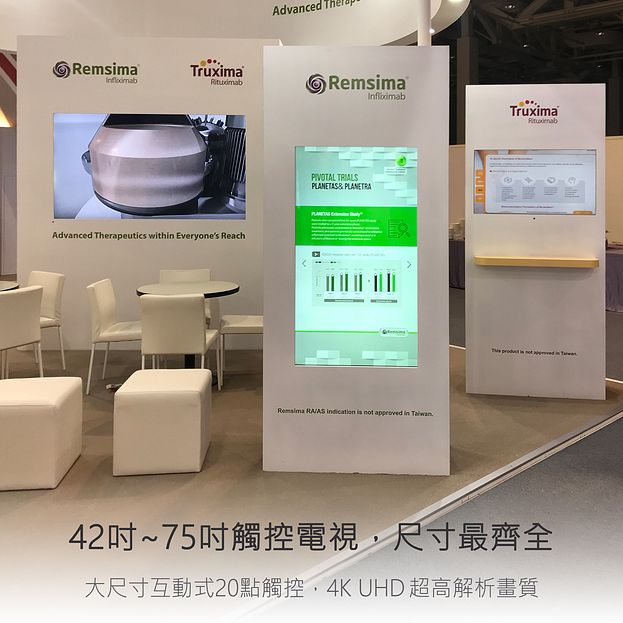 Advanced Therape
Remsima®
Infliximab
Truxima®
Rituximab
Advanced Therapeutics within Everyone's Reach
Remsima®
Infliximab
PIVOTAL TRIALS
PLANETAS & PLANETRA
PLANETAS Extension Study
Remsima
Remsima RA/AS indication is not approved in Taiwan.
Truxima®
Rituximab
This product is not approved in Taiwan.
42吋~75吋觸控電視，尺寸最齊全
大尺寸互動式20點觸控，4K UHD 超高解析畫質